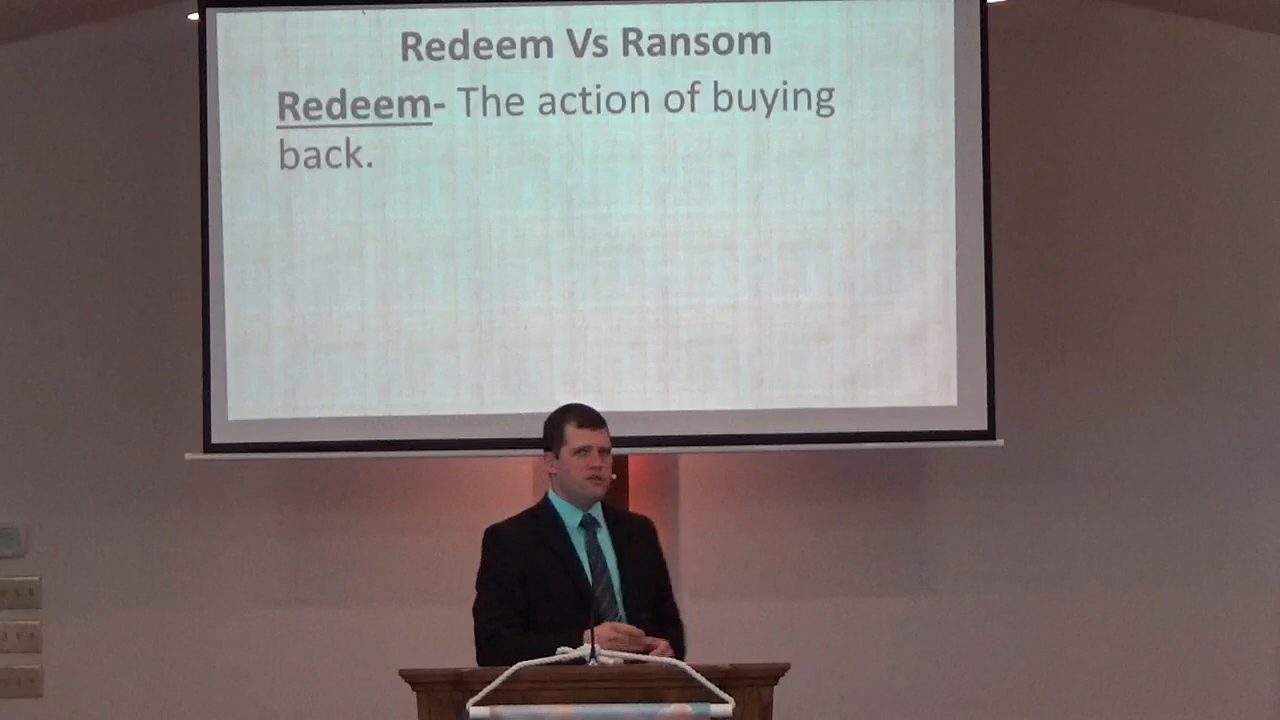 Redeem Vs Ransom
Redeem- The action of buying
back.